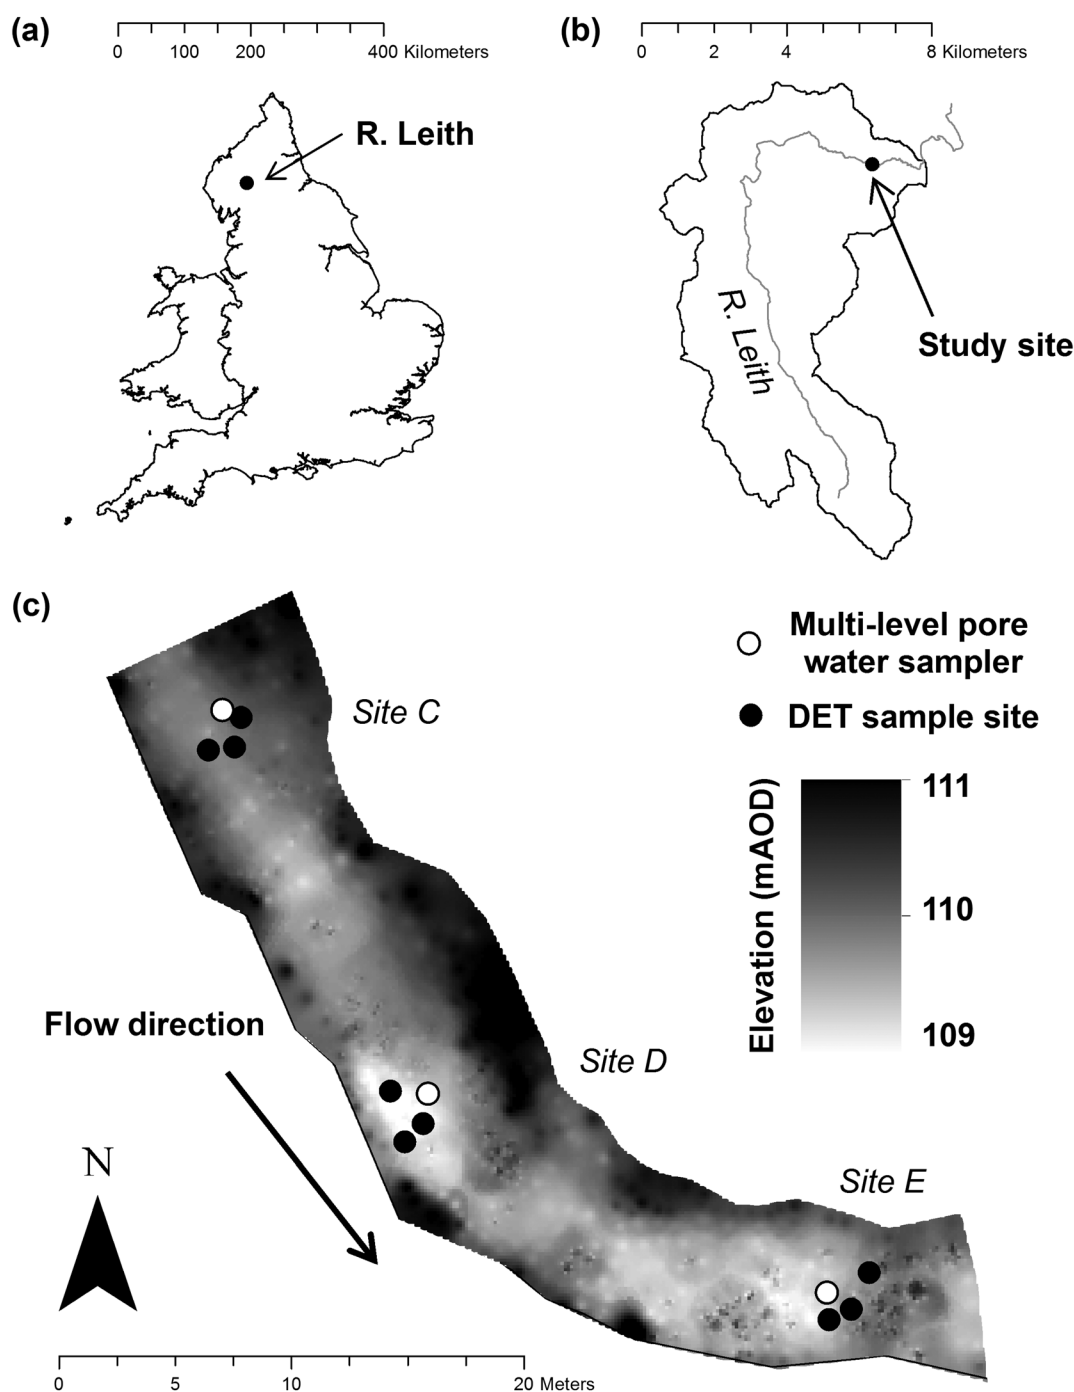 (a)
0 100 200 400 Kilometers
R. Leith
(b)
0 2 4 8 Kilometers
R. Leith
Study site
(c)
Multi-level pore
water sampler
DET sample site
Elevation (mAOD)
111
110
109
Site C
Flow direction
Site D
Site E
N
0 5 10 20 Meters